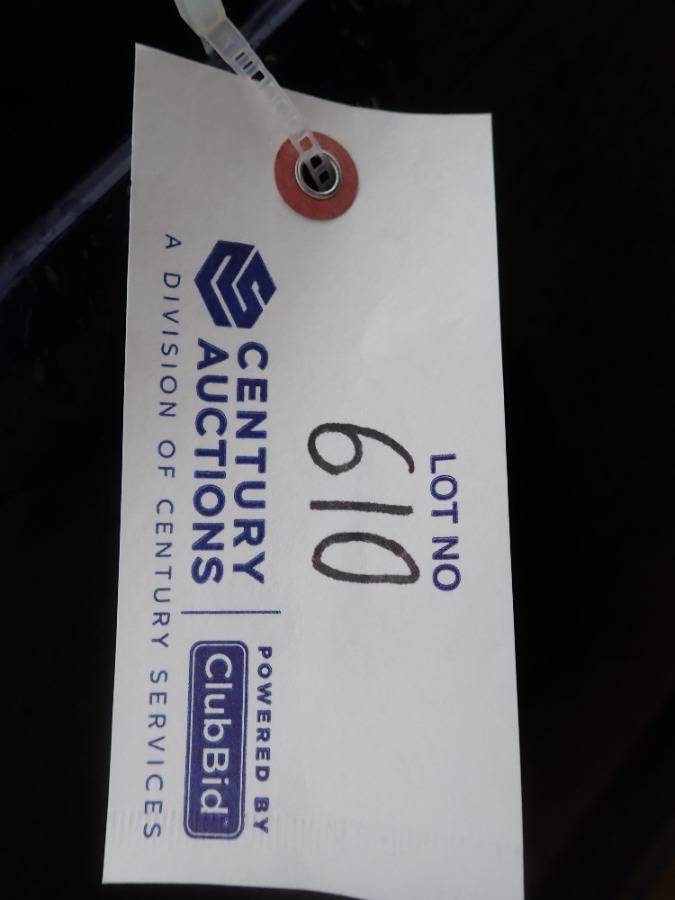 LOT NO
610
CENTURY
AUCTIONS
POWERED BY
ClubBid
A DIVISION OF CENTURY SERVICES